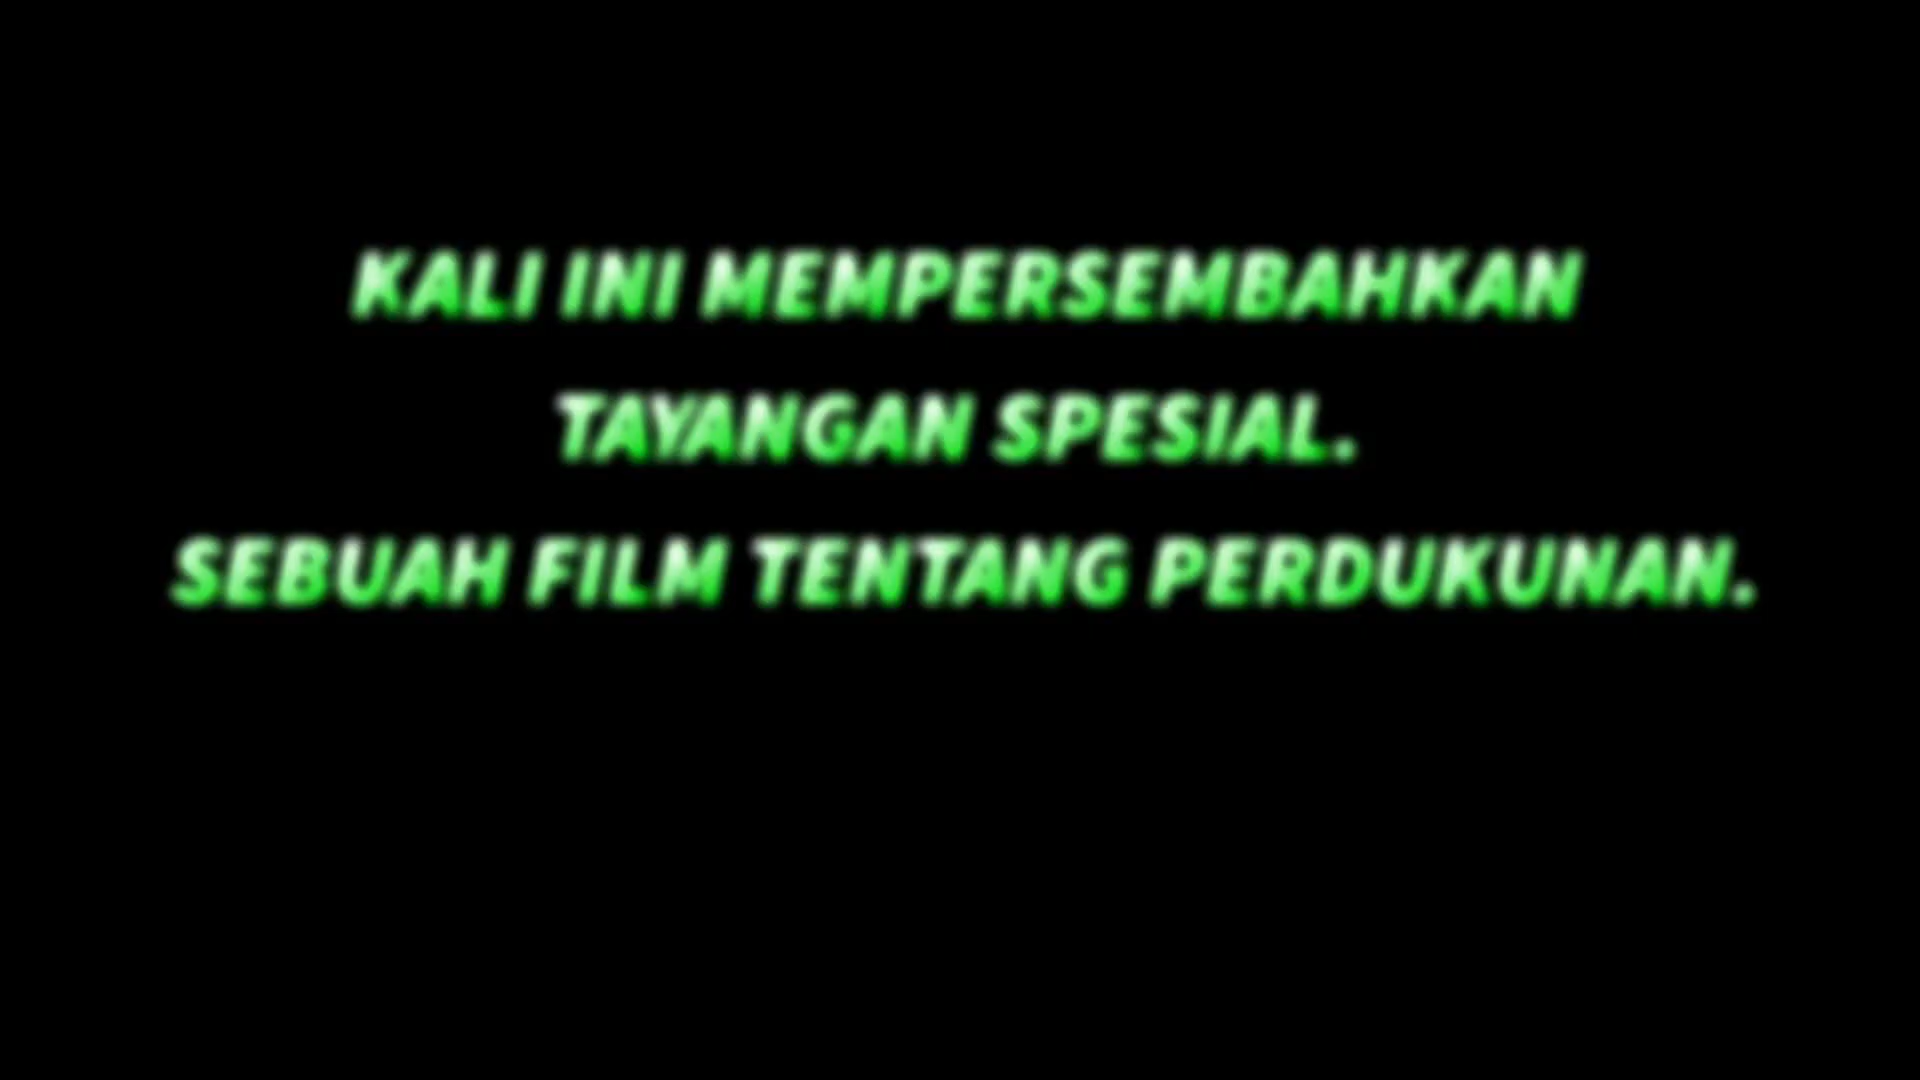 KALI INI MEMPERSEMBAHKAN
TAYANGAN SPESIAL.
SEBUAH FILM TENTANG PERDUKUNAN.